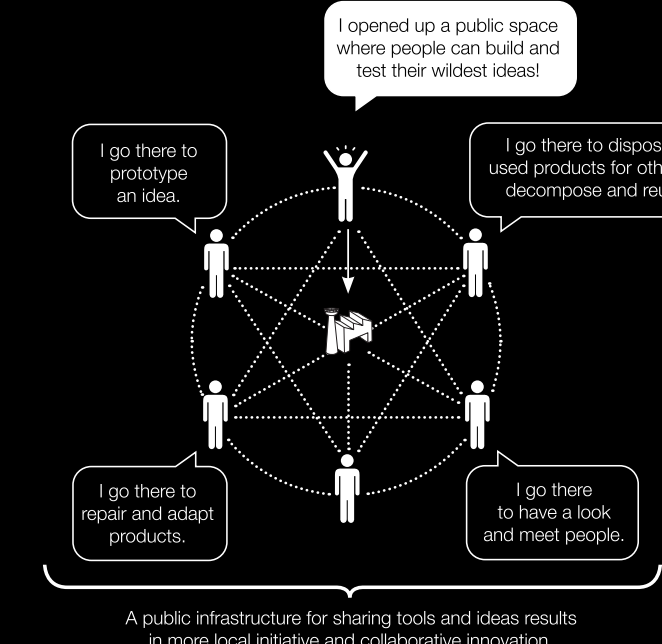 I opened up a public space
where people can build and
test their wildest ideas!
I go there to
prototype
an idea.
I go there to
used products for
decompose and
I go there to
repair and adapt
products.
I go there
to have a look
and meet people.
A public infrastructure for sharing tools and ideas results
in more local initiative and collaborative innovation